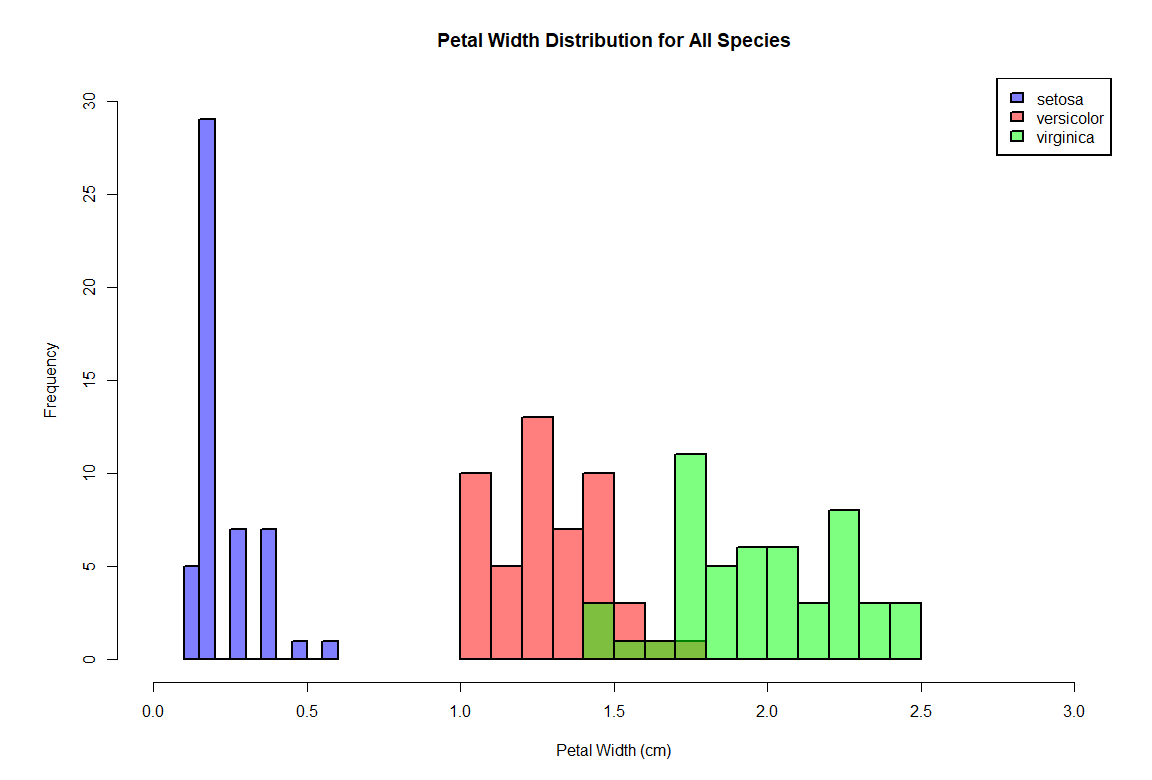 Petal Width Distribution for All Species
setosa
versicolor
virginica
30
25
20
15
10
5
0
Frequency
0.0 0.5 1.0 1.5 2.0 2.5 3.0
Petal Width (cm)